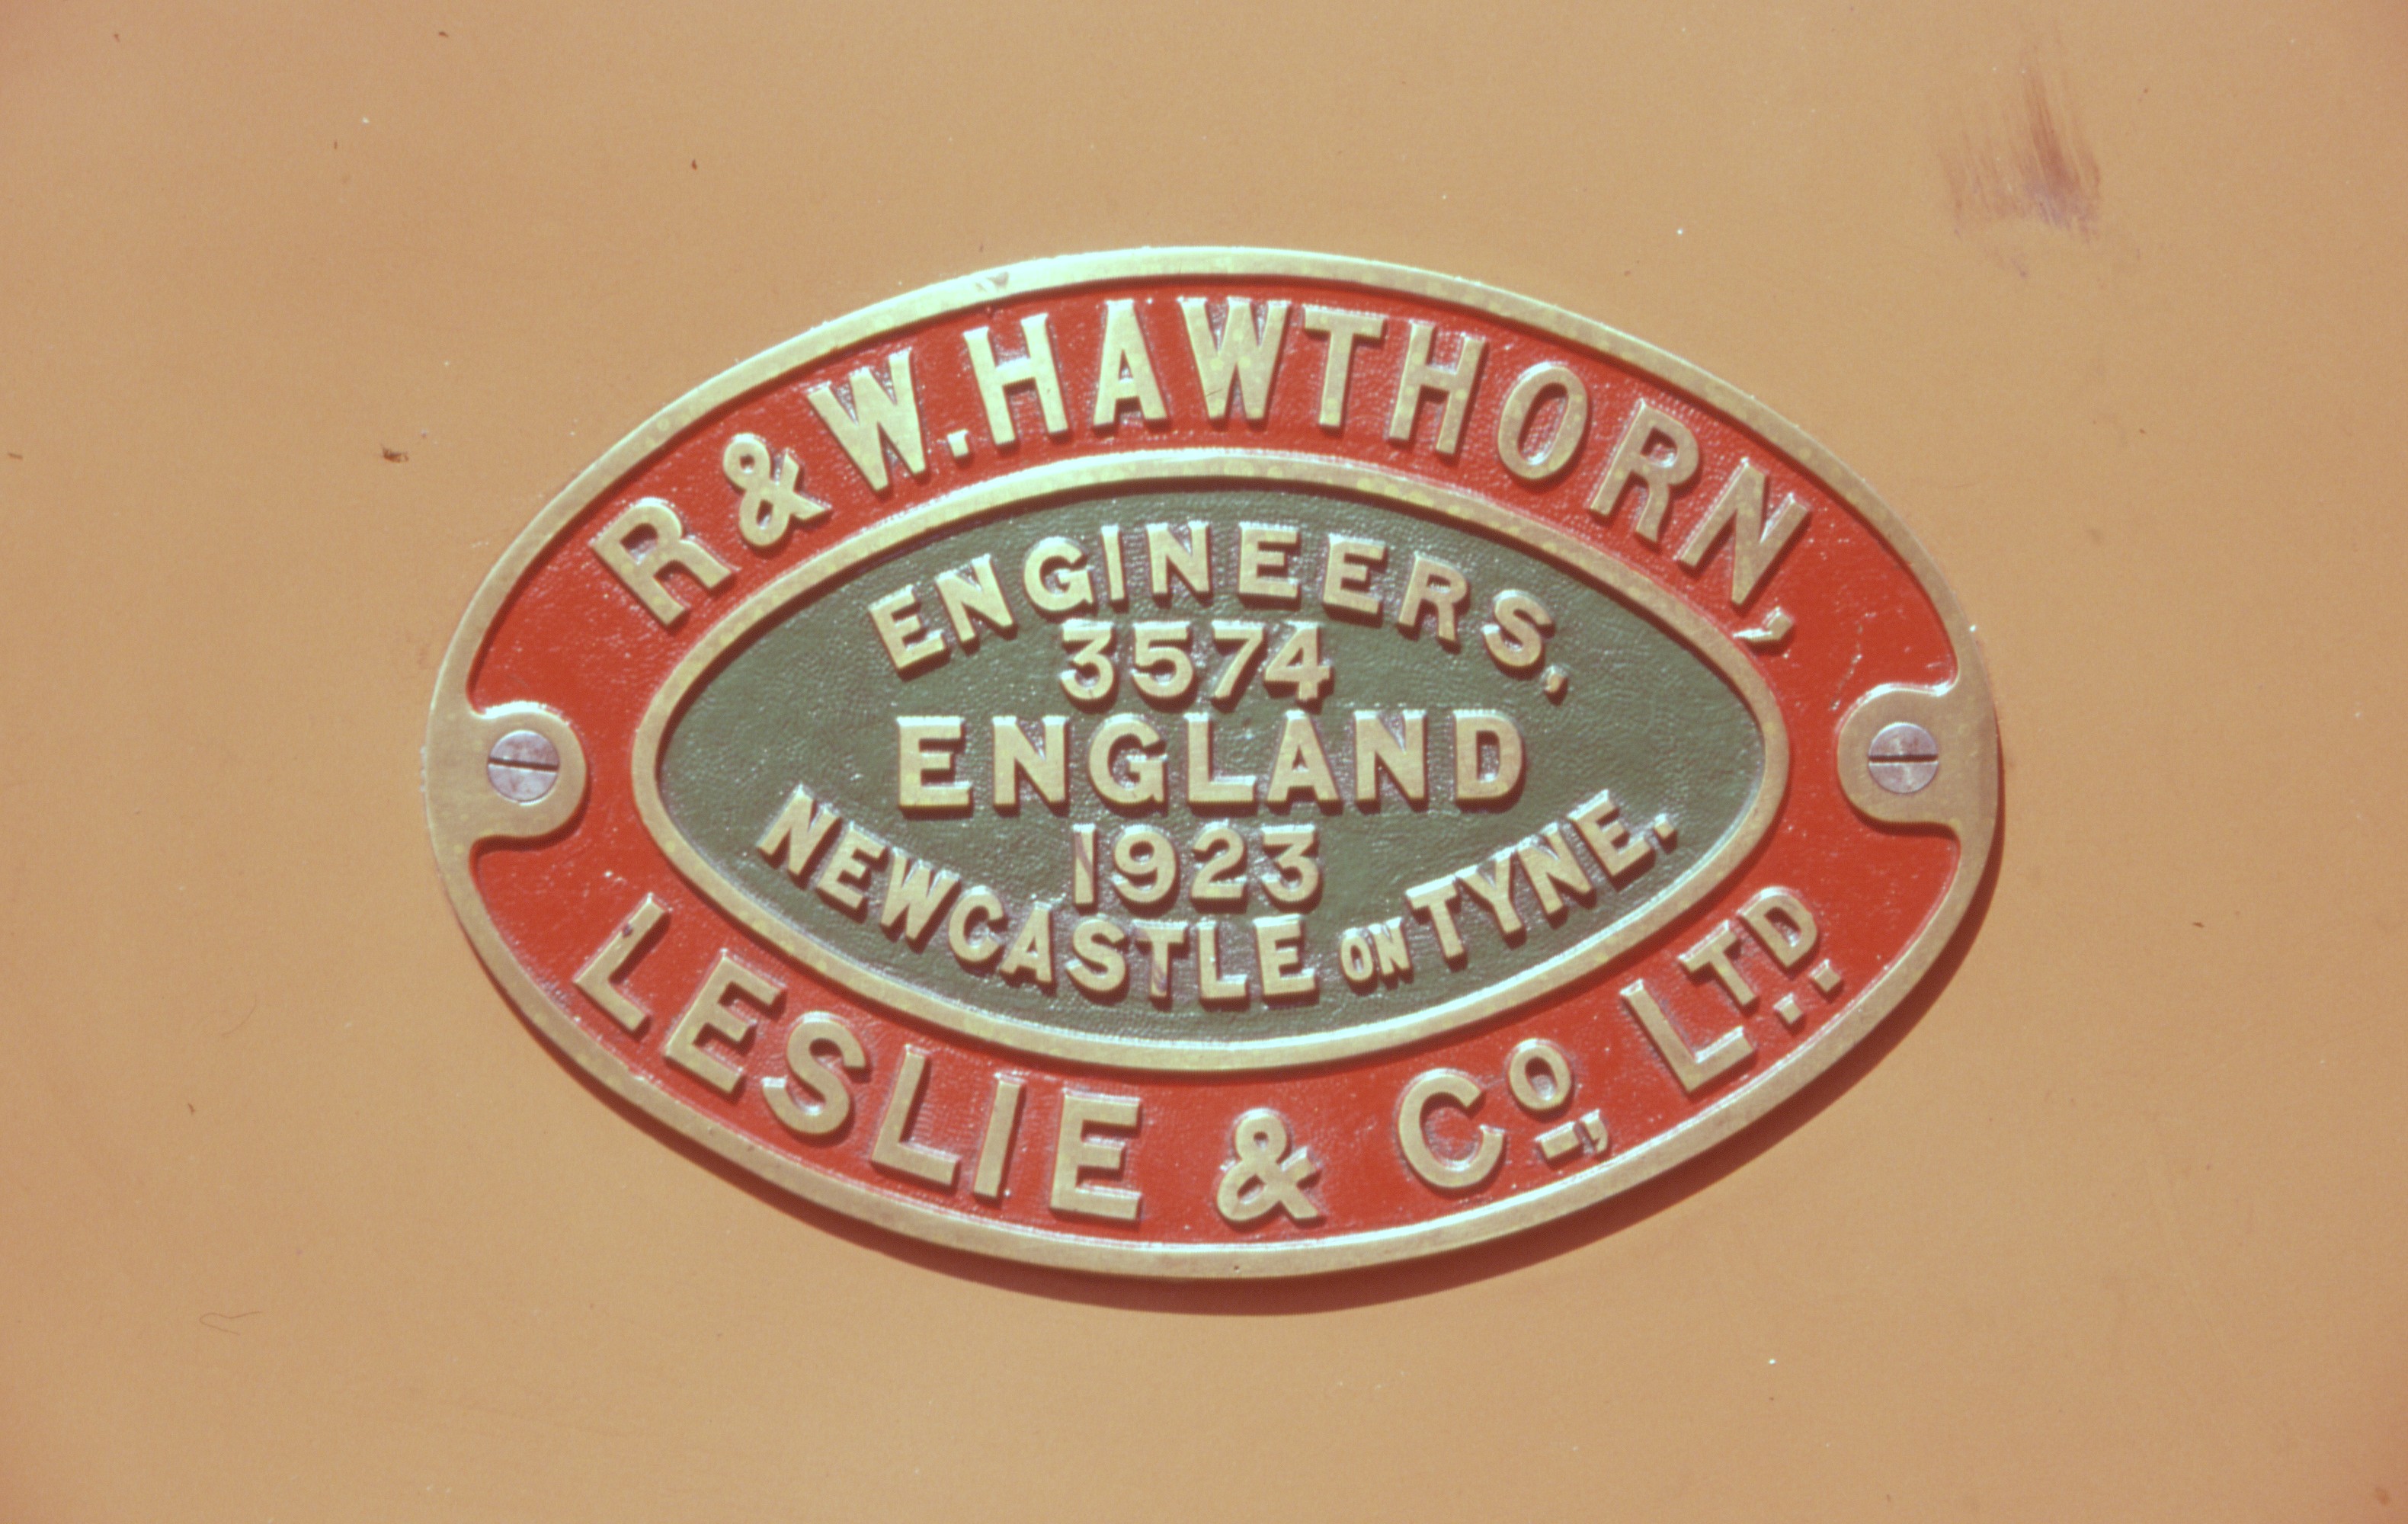 R & W. HAWTHORN,
ENGINEERS,
3574
ENGLAND
1923
NEWCASTLE ON TYNE.
LESLIE & Co, LTD.